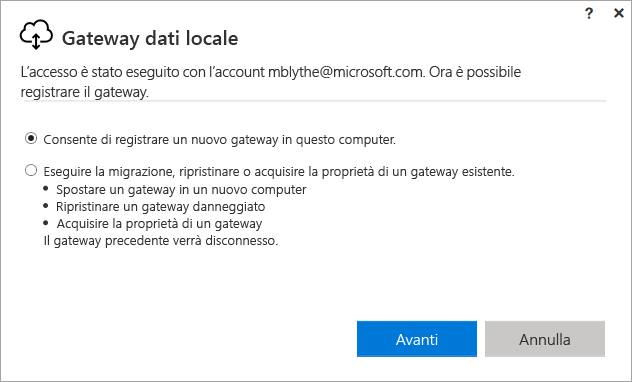 ? ×
Gateway dati locale
L'accesso è stato eseguito con l'account mblythe@microsoft.com. Ora è possibile
registrare il gateway.
Consente di registrare un nuovo gateway in questo computer.
Eseguire la migrazione, ripristinare o acquisire la proprietà di un gateway esistente.
• Spostare un gateway in un nuovo computer
• Ripristinare un gateway danneggiato
• Acquisire la proprietà di un gateway
Il gateway precedente verrà disconnesso.
Avanti
Annulla